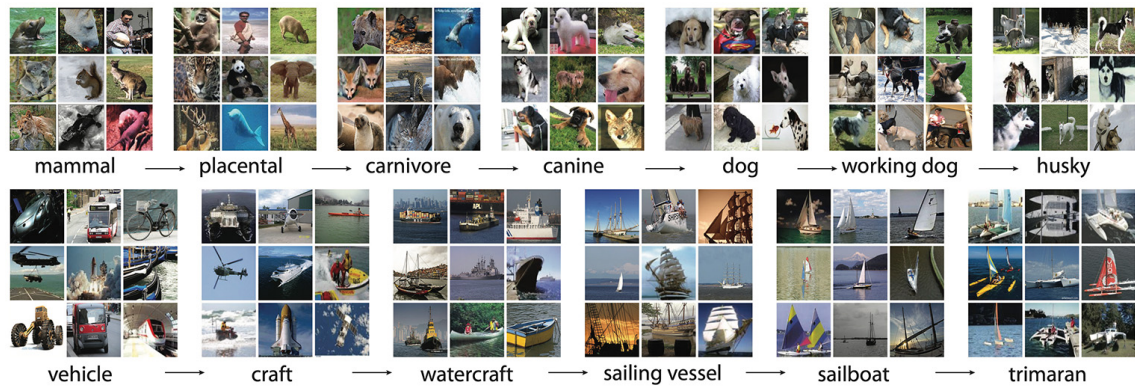 mammal placental carnivore canine dog working dog husky
vehicle craft watercraft sailing vessel sailboat trimaran